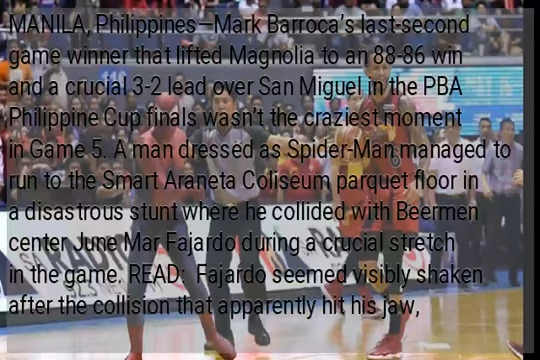 MANILA, Philippines—Mark Barroca's last-second
game winner that lifted Magnolia to an 88-86 win
and a crucial 3-2 lead over San Miguel in the PBA
Philippine Cup finals wasn't the craziest moment
in Game 5. A man dressed as Spider-Man managed to
run to the Smart Araneta Coliseum parquet floor in
a disastrous stunt where he collided with Beermen
center June Mar Fajardo during a crucial stretch
in the game. READ: Fajardo seemed visibly shaken
after the collision that apparently hit his jaw,